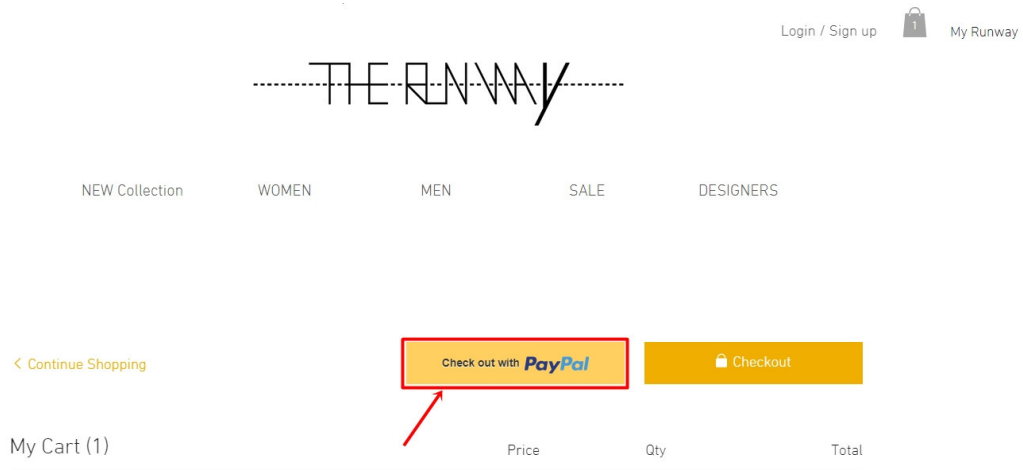 Login / Sign up 1 My Runway
THE RUNWAY
NEW Collection WOMEN MEN SALE DESIGNERS
< Continue Shopping Check out with PayPal Checkout
My Cart (1) Price Qty Total